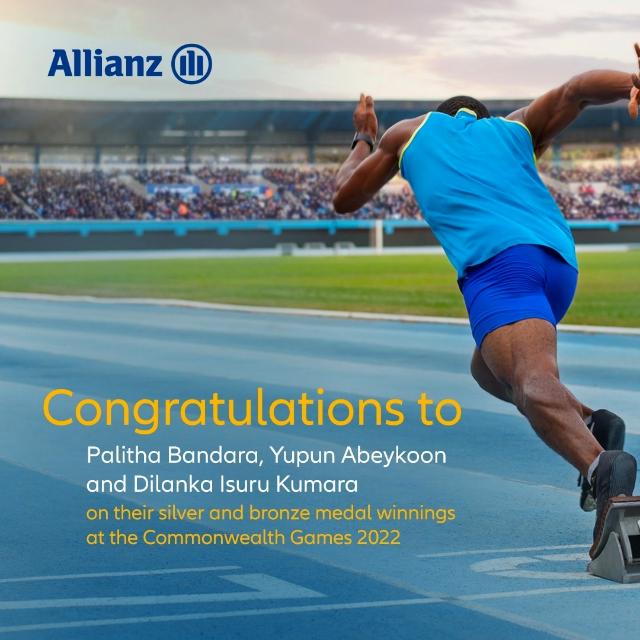 Allianz
Congratulations to
Palitha Bandara, Yupun Abeykoon
and Dilanka Isuru Kumara
on their silver and bronze medal winnings
at the Commonwealth Games 2022